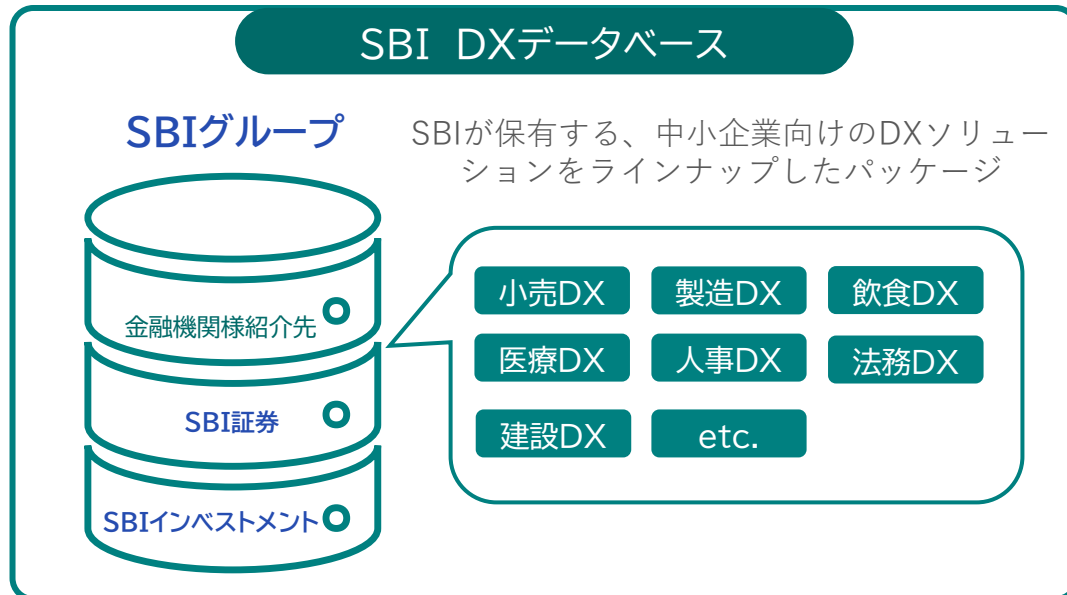 SBI DXデータベース
SBIグループ
SBIが保有する、中小企業向けのDXソリュー
ションをラインナップしたパッケージ
金融機関様紹介先
SBI証券
SBIインベストメント
小売DX
製造DX
飲食DX
医療DX
人事DX
法務DX
建設DX
etc.